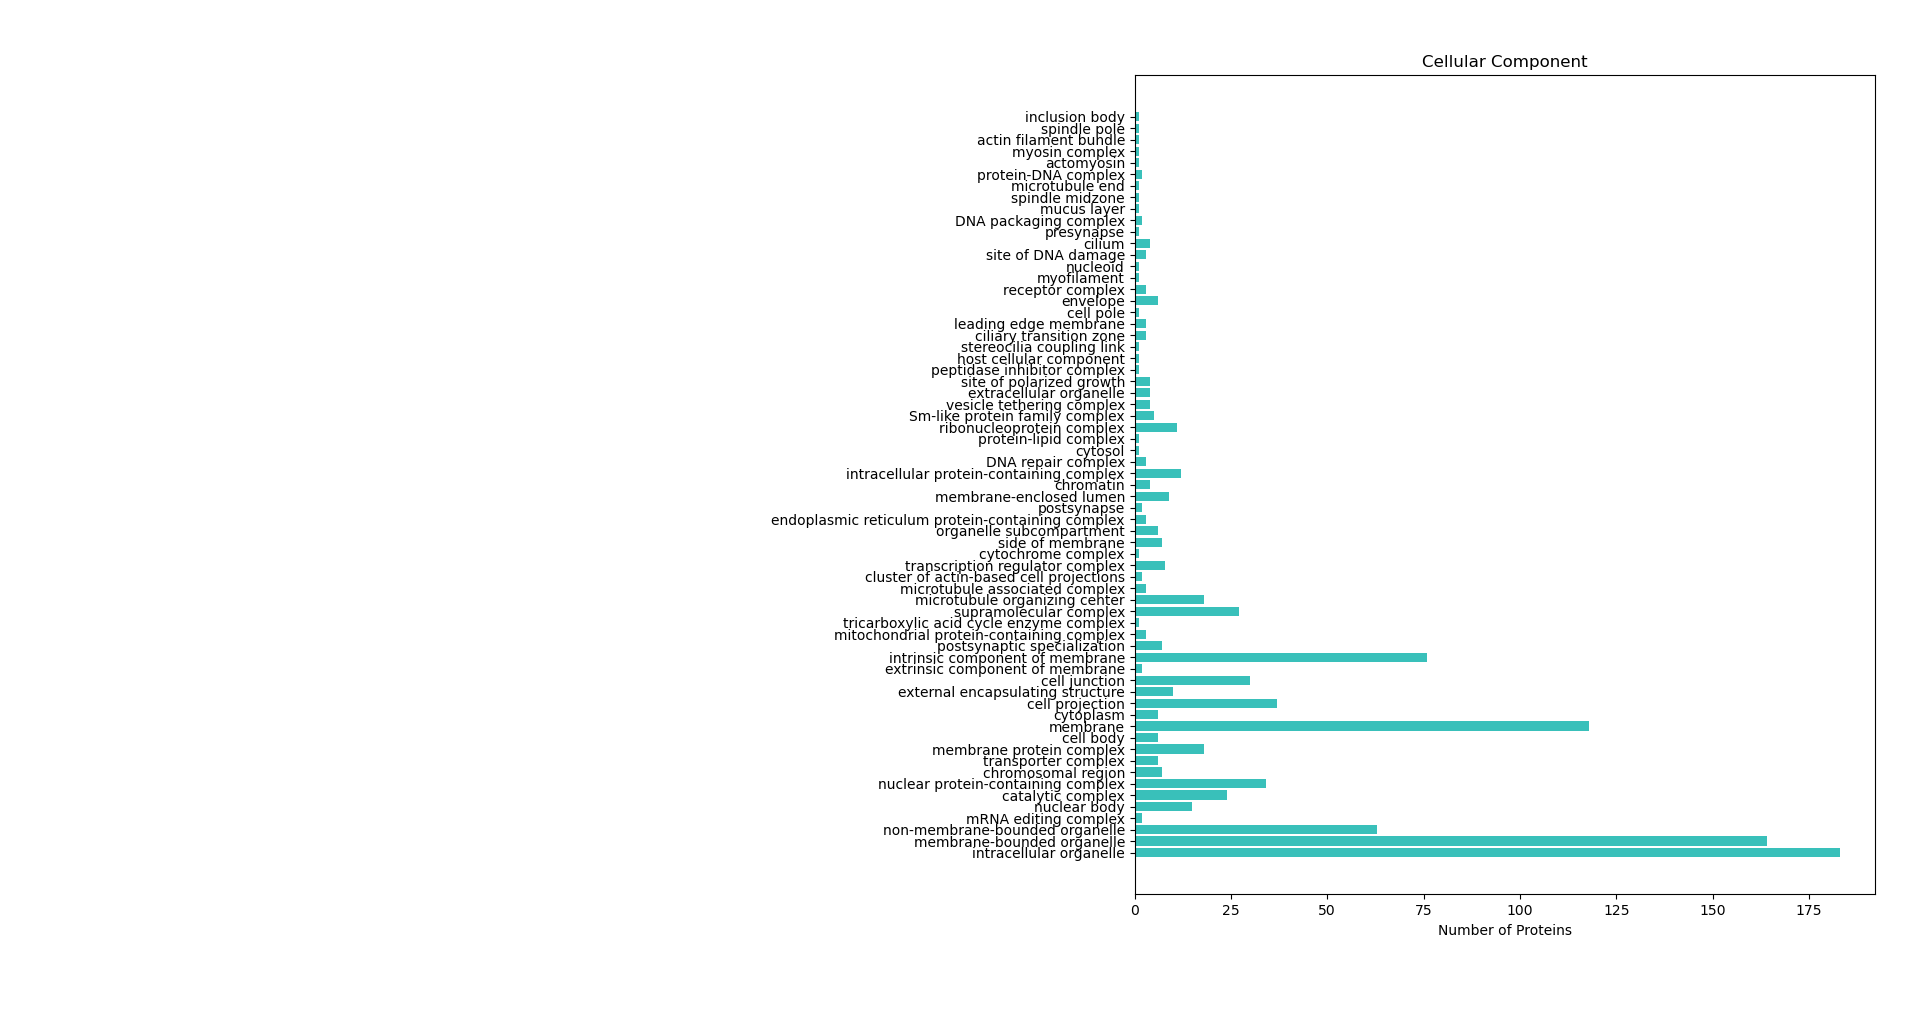 Cellular Component
inclusion body
spindle pole
actin filament bundle
myosin complex
actomyosin
protein-DNA complex
microtubule end
spindle midzone
mucus layer
DNA packaging complex
presynapse
cilium
site of DNA damage
nucleoid
myofilament
receptor complex
envelope
cell pole
leading edge membrane
ciliary transition zone
stereocilia coupling link
host cellular component
peptidase inhibitor complex
site of polarized growth
extracellular organelle
vesicle tethering complex
Sm-like protein family complex
ribonucleoprotein complex
protein-lipid complex
cytosol
DNA repair complex
intracellular protein-containing complex
chromatin
membrane-enclosed lumen
postsynapse
endoplasmic reticulum protein-containing complex
organelle subcompartment
side of membrane
cytochrome complex
transcription regulator complex
cluster of actin-based cell projections
microtubule associated complex
microtubule organizing center
supramolecular complex
tricarboxylic acid cycle enzyme complex
mitochondrial protein-containing complex
postsynaptic specialization
intrinsic component of membrane
extrinsic component of membrane
cell junction
external encapsulating structure
cell projection
cytoplasm
membrane
cell body
membrane protein complex
transporter complex
chromosomal region
nuclear protein-containing complex
catalytic complex
nuclear body
mRNA editing complex
non-membrane-bounded organelle
membrane-bounded organelle
intracellular organelle
0 25 50 75 100 125 150 175
Number of Proteins